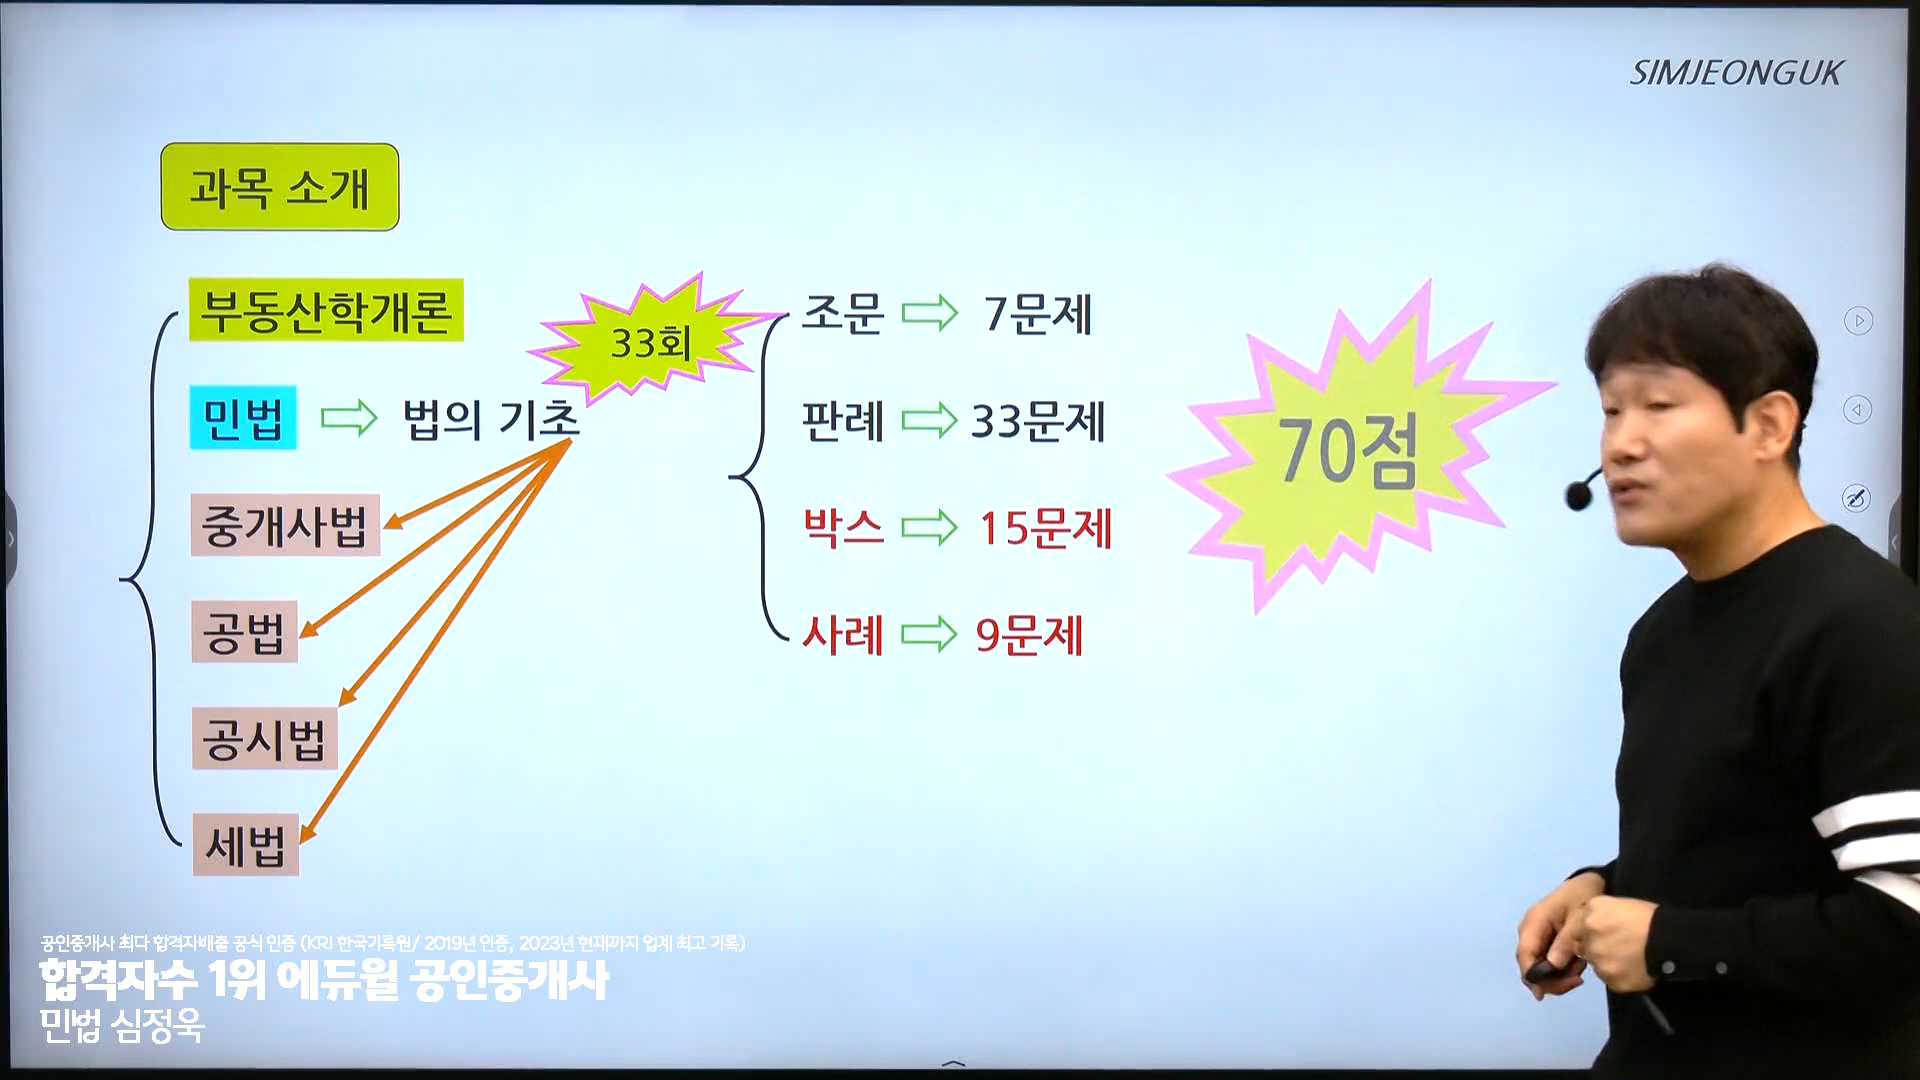 SIMJEONGUK
과목 소개
부동산학개론
민법 ⇨ 법의 기초
중개사법
공법
공시법
세법
33회
조문 ⇨ 7문제
판례 ⇨ 33문제
박스 ⇨ 15문제
사례 ⇨ 9문제
70점
공인중개사 최다 합격자배출 공식 인증 (KRI 한국기록원/ 2019년 인증, 2023년 현재까지 업계 최고 기록)
합격자수 1위 에듀윌 공인중개사
민법 심정욱